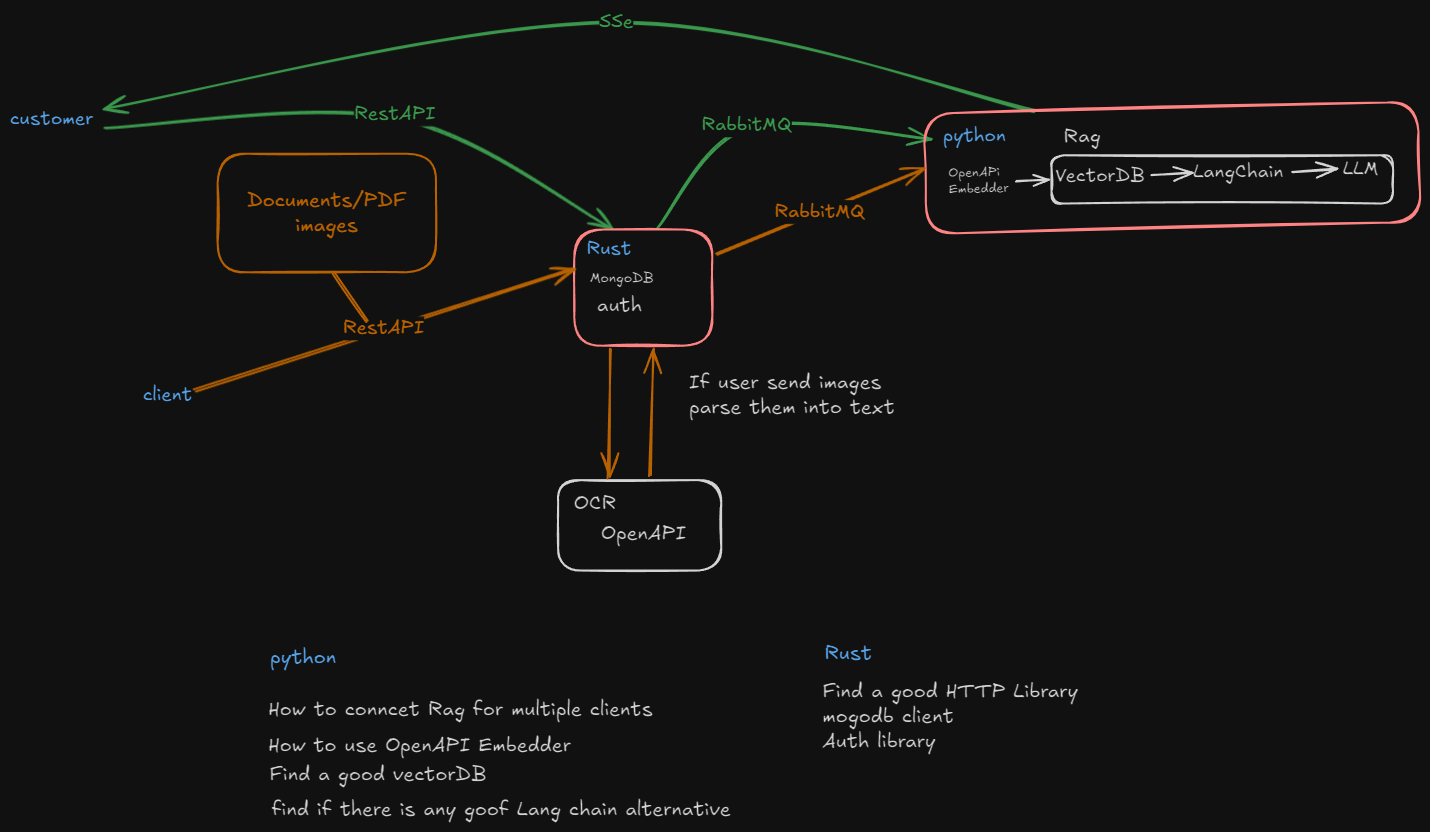 SSe
customer
RestAPI
RabbitMQ
python
Rag
OpenAPi
Embedder
VectorDB
LangChain
LLM
Documents/PDF
images
RabbitMQ
Rust
MongoDB
auth
RestAPI
client
If user send images
parse them into text
OCR
OpenAPI
python
How to conncet Rag for multiple clients
How to use OpenAPI Embedder
Find a good vectorDB
find if there is any goof Lang chain alternative
Rust
Find a good HTTP Library
mogodb client
Auth library